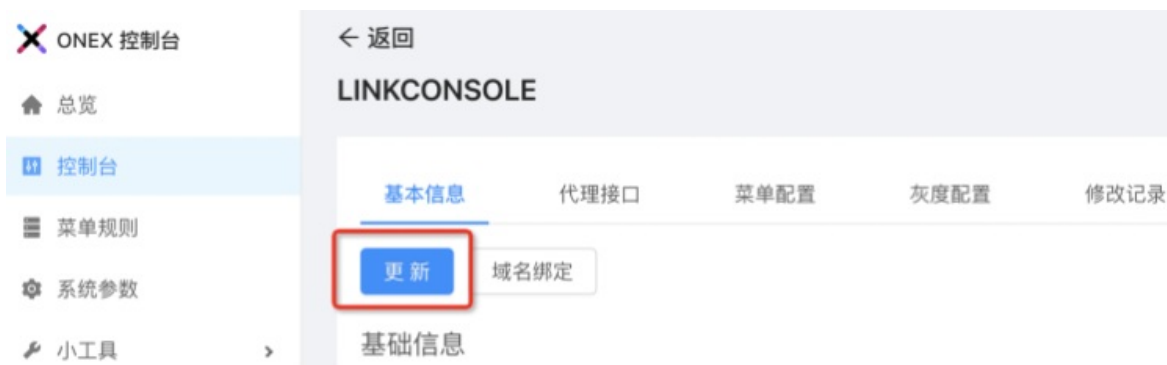 ONEX 控制台
总览
控制台
菜单规则
系统参数
小工具
返回
LINKCONSOLE
基本信息 代理接口 菜单配置 灰度配置 修改记录
更新 域名绑定
基础信息